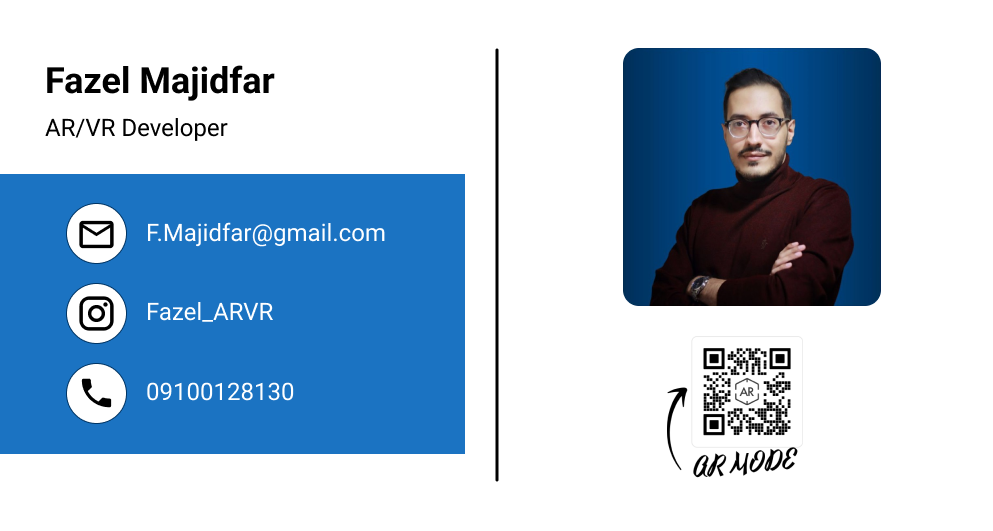 Fazel Majidfar
AR/VR Developer
F.Majidfar@gmail.com
Fazel_ARVR
09100128130
AR
AR MODE